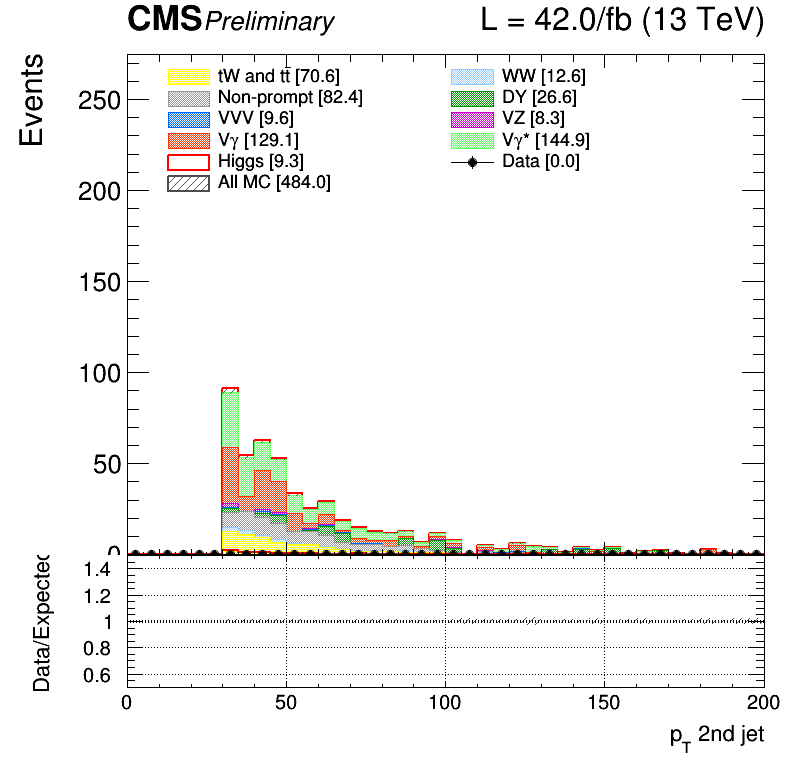 CMS Preliminary L = 42.0/fb (13 TeV)
Events
tW and tt̄ [70.6] WW [12.6]
Non-prompt [82.4] DY [26.6]
VVV [9.6] VZ [8.3]
Vγ [129.1] Vγ* [144.9]
Higgs [9.3] Data [0.0]
All MC [484.0]
250
200
150
100
50
0
Data/Expected
1.4
1.2
1
0.8
0.6
0 50 100 150 200
p_T 2nd jet